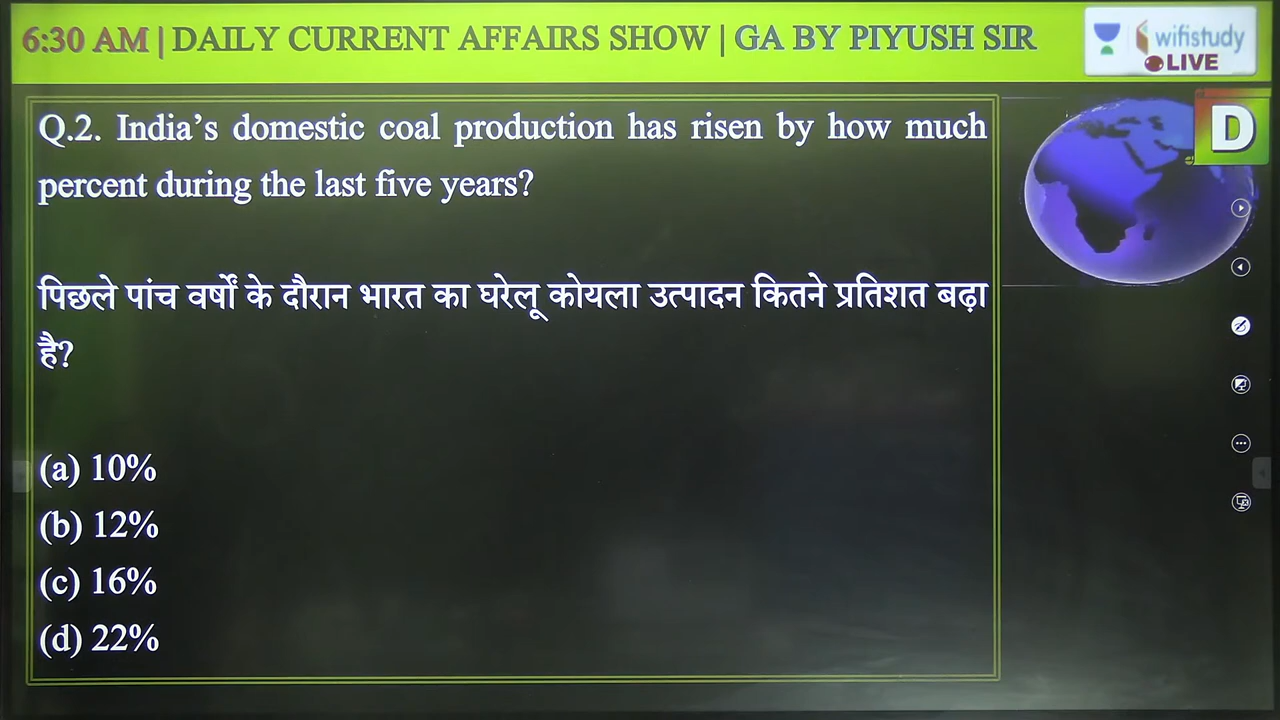 6:30 AM | DAILY CURRENT AFFAIRS SHOW | GA BY PIYUSH SIR
wifistudy
LIVE
D
Q.2. India's domestic coal production has risen by how much
percent during the last five years?
पिछले पांच वर्षों के दौरान भारत का घरेलू कोयला उत्पादन कितने प्रतिशत बढ़ा
है?
(a) 10%
(b) 12%
(c) 16%
(d) 22%